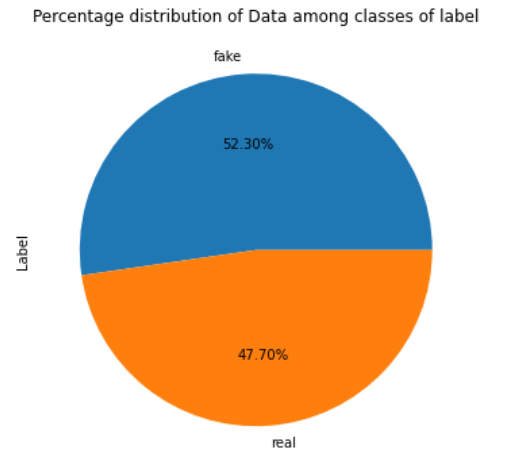 Percentage distribution of Data among classes of label
fake
52.30%
Label
47.70%
real